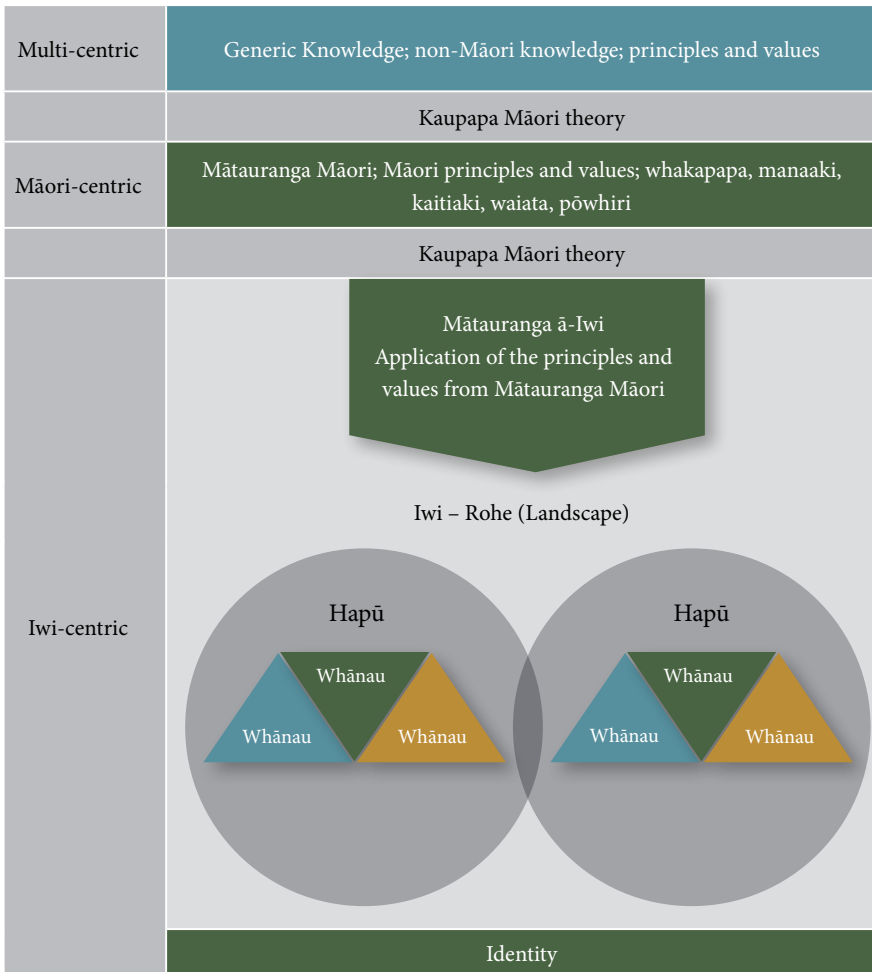 Multi-centric
Generic Knowledge; non-Māori knowledge; principles and values
Kaupapa Māori theory
Māori-centric
Mātauranga Māori; Māori principles and values; whakapapa, manaaki,
kaitiaki, waiata, pōwhiri
Kaupapa Māori theory
Iwi-centric
Mātauranga ā-Iwi
Application of the principles and
values from Mātauranga Māori
Iwi – Rohe (Landscape)
Hapū
Whānau
Whānau
Whānau
Hapū
Whānau
Whānau
Whānau
Identity